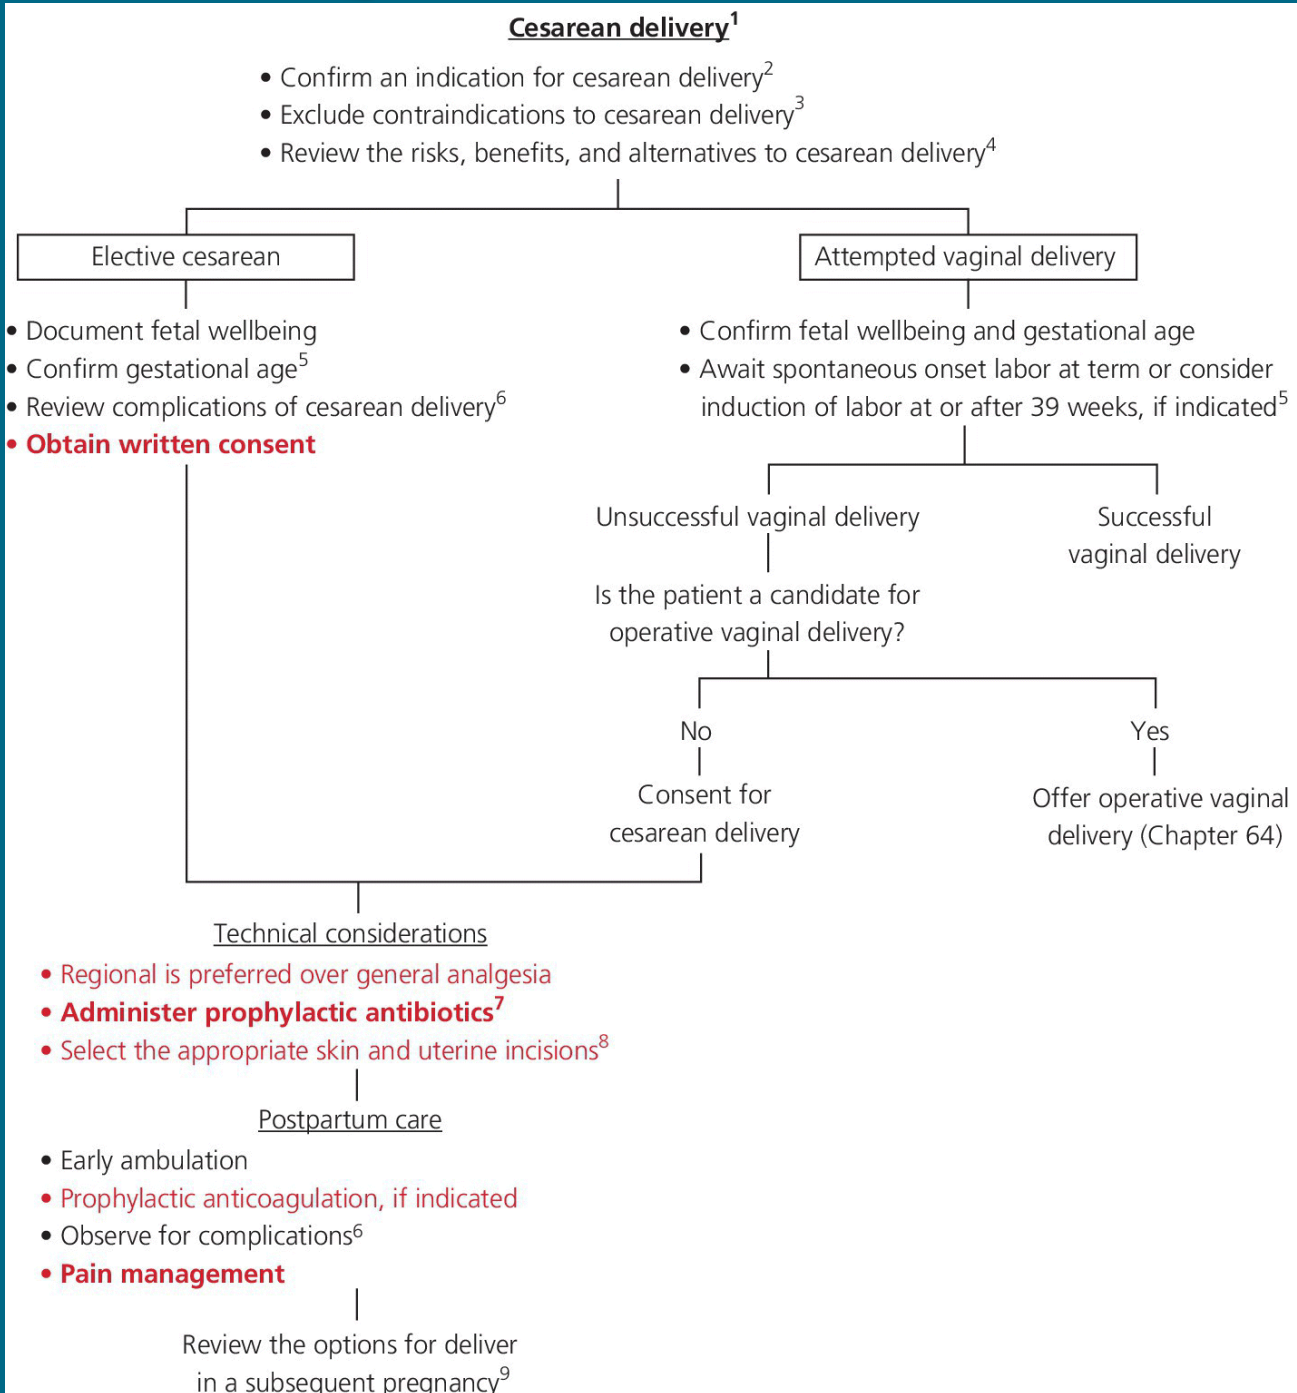 Cesarean delivery¹
• Confirm an indication for cesarean delivery²
• Exclude contraindications to cesarean delivery³
• Review the risks, benefits, and alternatives to cesarean delivery⁴
Elective cesarean
• Document fetal wellbeing
• Confirm gestational age⁵
• Review complications of cesarean delivery⁶
• Obtain written consent
Attempted vaginal delivery
• Confirm fetal wellbeing and gestational age
• Await spontaneous onset labor at term or consider
induction of labor at or after 39 weeks, if indicated⁵
Unsuccessful vaginal delivery
Successful
vaginal delivery
Is the patient a candidate for
operative vaginal delivery?
No
Yes
Consent for
cesarean delivery
Offer operative vaginal
delivery (Chapter 64)
Technical considerations
• Regional is preferred over general analgesia
• Administer prophylactic antibiotics⁷
• Select the appropriate skin and uterine incisions⁸
Postpartum care
• Early ambulation
• Prophylactic anticoagulation, if indicated
• Observe for complications⁶
• Pain management
Review the options for deliver
in a subsequent pregnancy⁹